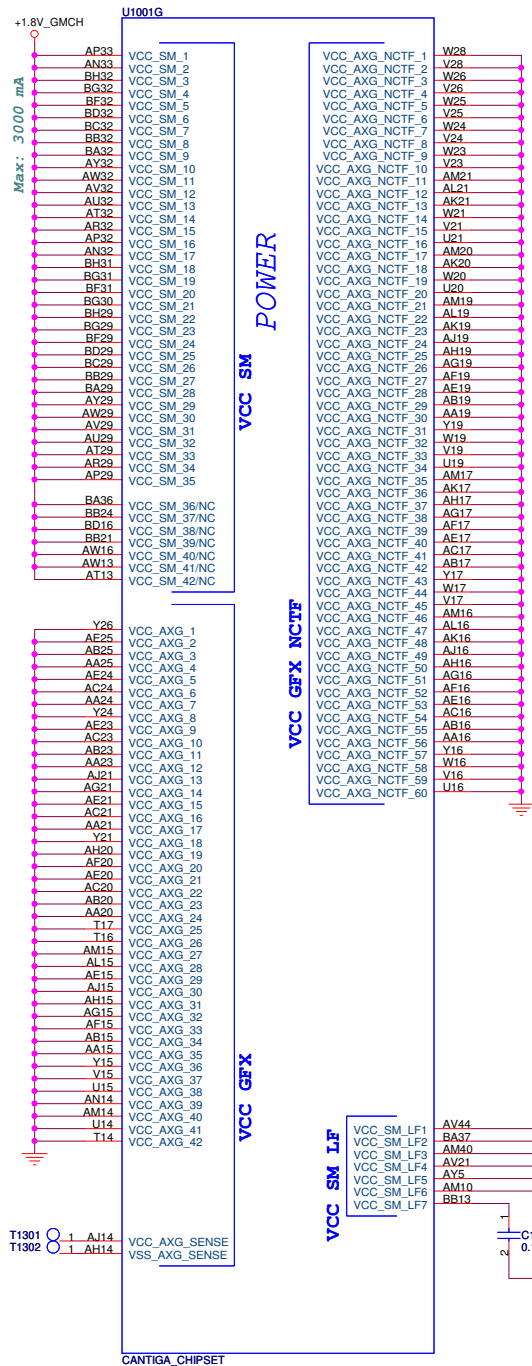 U1001G
+1.8V_GMCH
Max: 3000 mA
AP33 VCC_SM_1
AN33 VCC_SM_2
BH32 VCC_SM_3
BG32 VCC_SM_4
BF32 VCC_SM_5
BD32 VCC_SM_6
BC32 VCC_SM_7
BB32 VCC_SM_8
BA32 VCC_SM_9
AY32 VCC_SM_10
AW32 VCC_SM_11
AV32 VCC_SM_12
AU32 VCC_SM_13
AT32 VCC_SM_14
AR32 VCC_SM_15
AP32 VCC_SM_16
AN32 VCC_SM_17
BH31 VCC_SM_18
BG31 VCC_SM_19
BF31 VCC_SM_20
BG30 VCC_SM_21
BH29 VCC_SM_22
BG29 VCC_SM_23
BF29 VCC_SM_24
BD29 VCC_SM_25
BC29 VCC_SM_26
BB29 VCC_SM_27
BA29 VCC_SM_28
AY29 VCC_SM_29
AW29 VCC_SM_30
AV29 VCC_SM_31
AU29 VCC_SM_32
AT29 VCC_SM_33
AR29 VCC_SM_34
AP29 VCC_SM_35
BA36 VCC_SM_36/NC
BB24 VCC_SM_37/NC
BD16 VCC_SM_38/NC
BB21 VCC_SM_39/NC
AW16 VCC_SM_40/NC
AW13 VCC_SM_41/NC
AT13 VCC_SM_42/NC
VCC SM
POWER
Y26 VCC_AXG_1
AE25 VCC_AXG_2
AB25 VCC_AXG_3
AA25 VCC_AXG_4
AE24 VCC_AXG_5
AC24 VCC_AXG_6
AA24 VCC_AXG_7
Y24 VCC_AXG_8
AE23 VCC_AXG_9
AC23 VCC_AXG_10
AB23 VCC_AXG_11
AA23 VCC_AXG_12
AJ21 VCC_AXG_13
AG21 VCC_AXG_14
AE21 VCC_AXG_15
AC21 VCC_AXG_16
AA21 VCC_AXG_17
Y21 VCC_AXG_18
AH20 VCC_AXG_19
AF20 VCC_AXG_20
AE20 VCC_AXG_21
AC20 VCC_AXG_22
AB20 VCC_AXG_23
AA20 VCC_AXG_24
T17 VCC_AXG_25
T16 VCC_AXG_26
AM15 VCC_AXG_27
AL15 VCC_AXG_28
AE15 VCC_AXG_29
AJ15 VCC_AXG_30
AH15 VCC_AXG_31
AG15 VCC_AXG_32
AF15 VCC_AXG_33
AB15 VCC_AXG_34
AA15 VCC_AXG_35
Y15 VCC_AXG_36
V15 VCC_AXG_37
U15 VCC_AXG_38
AN14 VCC_AXG_39
AM14 VCC_AXG_40
U14 VCC_AXG_41
T14 VCC_AXG_42
VCC GFX
T1301 1 AJ14 VCC_AXG_SENSE
T1302 1 AH14 VSS_AXG_SENSE
VCC_AXG_NCTF_1 W28
VCC_AXG_NCTF_2 V28
VCC_AXG_NCTF_3 W26
VCC_AXG_NCTF_4 V26
VCC_AXG_NCTF_5 W25
VCC_AXG_NCTF_6 V25
VCC_AXG_NCTF_7 W24
VCC_AXG_NCTF_8 V24
VCC_AXG_NCTF_9 W23
VCC_AXG_NCTF_10 V23
VCC_AXG_NCTF_11 AM21
VCC_AXG_NCTF_12 AL21
VCC_AXG_NCTF_13 AK21
VCC_AXG_NCTF_14 W21
VCC_AXG_NCTF_15 V21
VCC_AXG_NCTF_16 U21
VCC_AXG_NCTF_17 AM20
VCC_AXG_NCTF_18 AK20
VCC_AXG_NCTF_19 W20
VCC_AXG_NCTF_20 U20
VCC_AXG_NCTF_21 AM19
VCC_AXG_NCTF_22 AL19
VCC_AXG_NCTF_23 AK19
VCC_AXG_NCTF_24 AJ19
VCC_AXG_NCTF_25 AH19
VCC_AXG_NCTF_26 AG19
VCC_AXG_NCTF_27 AF19
VCC_AXG_NCTF_28 AE19
VCC_AXG_NCTF_29 AB19
VCC_AXG_NCTF_30 AA19
VCC_AXG_NCTF_31 Y19
VCC_AXG_NCTF_32 W19
VCC_AXG_NCTF_33 V19
VCC_AXG_NCTF_34 U19
VCC_AXG_NCTF_35 AM17
VCC_AXG_NCTF_36 AK17
VCC_AXG_NCTF_37 AH17
VCC_AXG_NCTF_38 AG17
VCC_AXG_NCTF_39 AF17
VCC_AXG_NCTF_40 AE17
VCC_AXG_NCTF_41 AC17
VCC_AXG_NCTF_42 AB17
VCC_AXG_NCTF_43 Y17
VCC_AXG_NCTF_44 W17
VCC_AXG_NCTF_45 V17
VCC_AXG_NCTF_46 AM16
VCC_AXG_NCTF_47 AL16
VCC_AXG_NCTF_48 AK16
VCC_AXG_NCTF_49 AJ16
VCC_AXG_NCTF_50 AH16
VCC_AXG_NCTF_51 AG16
VCC_AXG_NCTF_52 AF16
VCC_AXG_NCTF_53 AE16
VCC_AXG_NCTF_54 AC16
VCC_AXG_NCTF_55 AB16
VCC_AXG_NCTF_56 AA16
VCC_AXG_NCTF_57 Y16
VCC_AXG_NCTF_58 W16
VCC_AXG_NCTF_59 V16
VCC_AXG_NCTF_60 U16
VCC GFX NCTF
VCC_SM_LF1 AV44
VCC_SM_LF2 BA37
VCC_SM_LF3 AM40
VCC_SM_LF4 AV21
VCC_SM_LF5 AY5
VCC_SM_LF6 AM10
VCC_SM_LF7 BB13
VCC SM LF
1
2
C1
0.
CANTIGA_CHIPSET